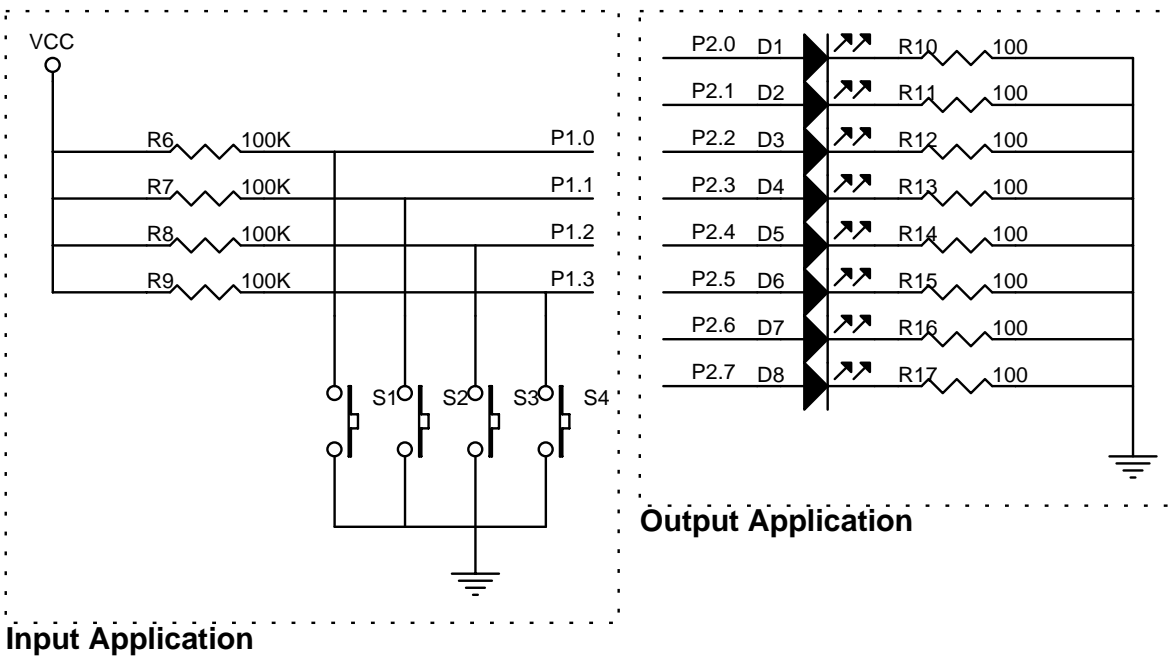 VCC
R6 100K P1.0
R7 100K P1.1
R8 100K P1.2
R9 100K P1.3
S1 S2 S3 S4
Input Application
P2.0 D1 R10 100
P2.1 D2 R11 100
P2.2 D3 R12 100
P2.3 D4 R13 100
P2.4 D5 R14 100
P2.5 D6 R15 100
P2.6 D7 R16 100
P2.7 D8 R17 100
Output Application